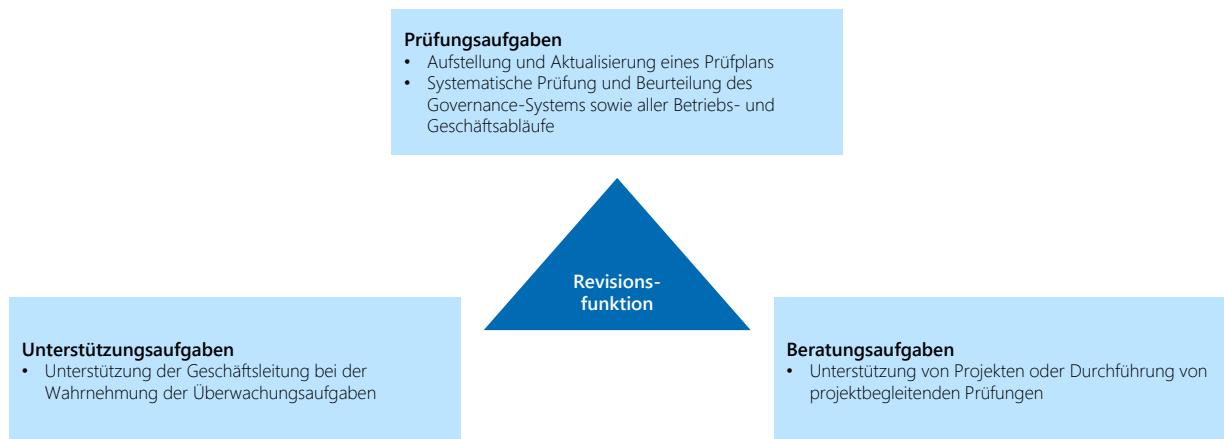 Prüfungsaufgaben
• Aufstellung und Aktualisierung eines Prüfplans
• Systematische Prüfung und Beurteilung des
Governance-Systems sowie aller Betriebs- und
Geschäftsabläufe
Revisions-
funktion
Unterstützungsaufgaben
• Unterstützung der Geschäftsleitung bei der
Wahrnehmung der Überwachungsaufgaben
Beratungsaufgaben
• Unterstützung von Projekten oder Durchführung von
projektbegleitenden Prüfungen